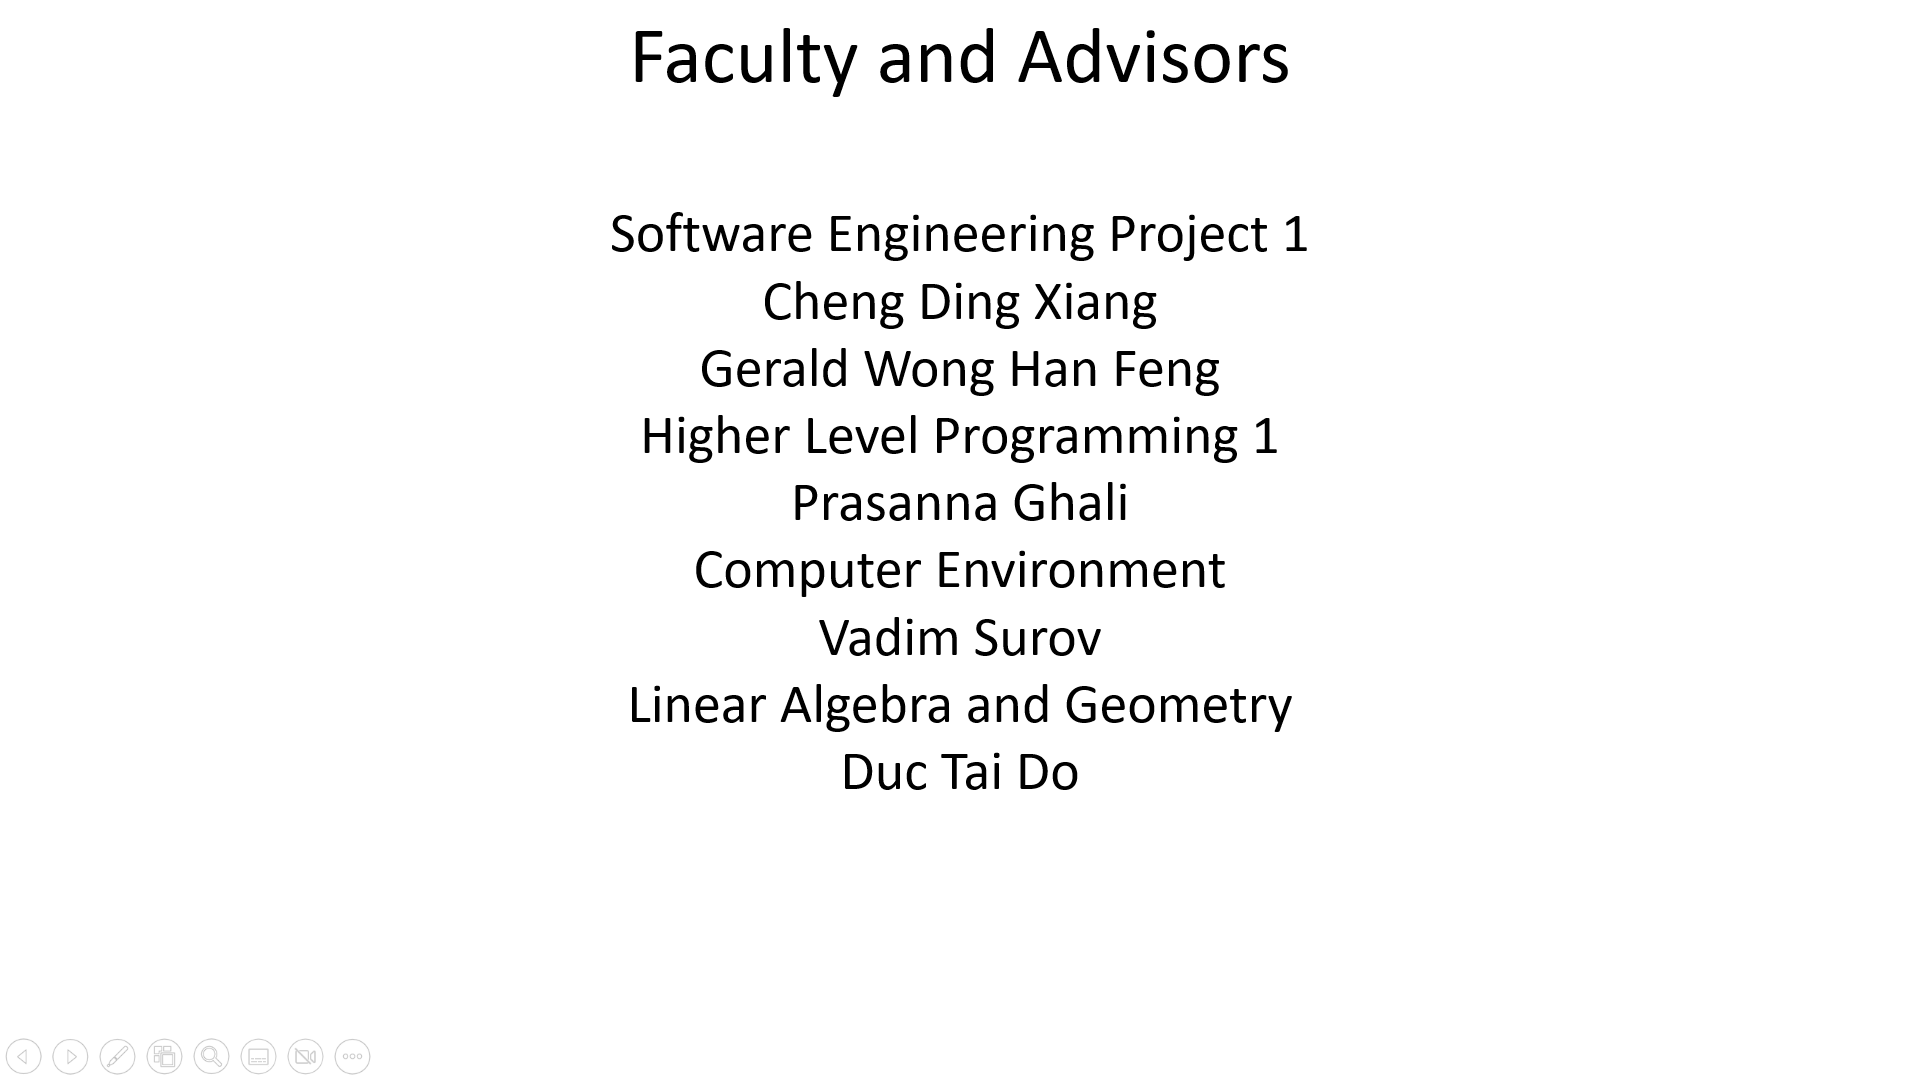 Faculty and Advisors
Software Engineering Project 1
Cheng Ding Xiang
Gerald Wong Han Feng
Higher Level Programming 1
Prasanna Ghali
Computer Environment
Vadim Surov
Linear Algebra and Geometry
Duc Tai Do